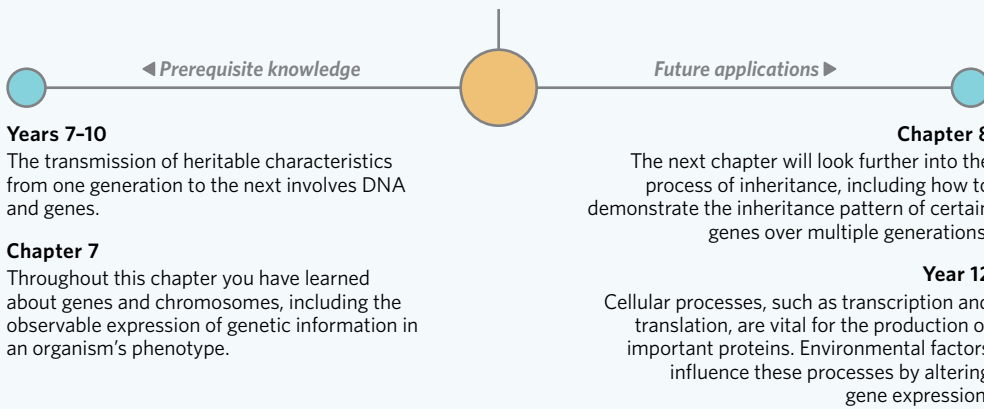 ◀ Prerequisite knowledge
Future applications ▶
Years 7–10
The transmission of heritable characteristics
from one generation to the next involves DNA
and genes.
Chapter 7
Throughout this chapter you have learned
about genes and chromosomes, including the
observable expression of genetic information in
an organism's phenotype.
Chapter 8
The next chapter will look further into the
process of inheritance, including how to
demonstrate the inheritance pattern of certain
genes over multiple generations
Year 12
Cellular processes, such as transcription and
translation, are vital for the production of
important proteins. Environmental factors
influence these processes by altering
gene expression